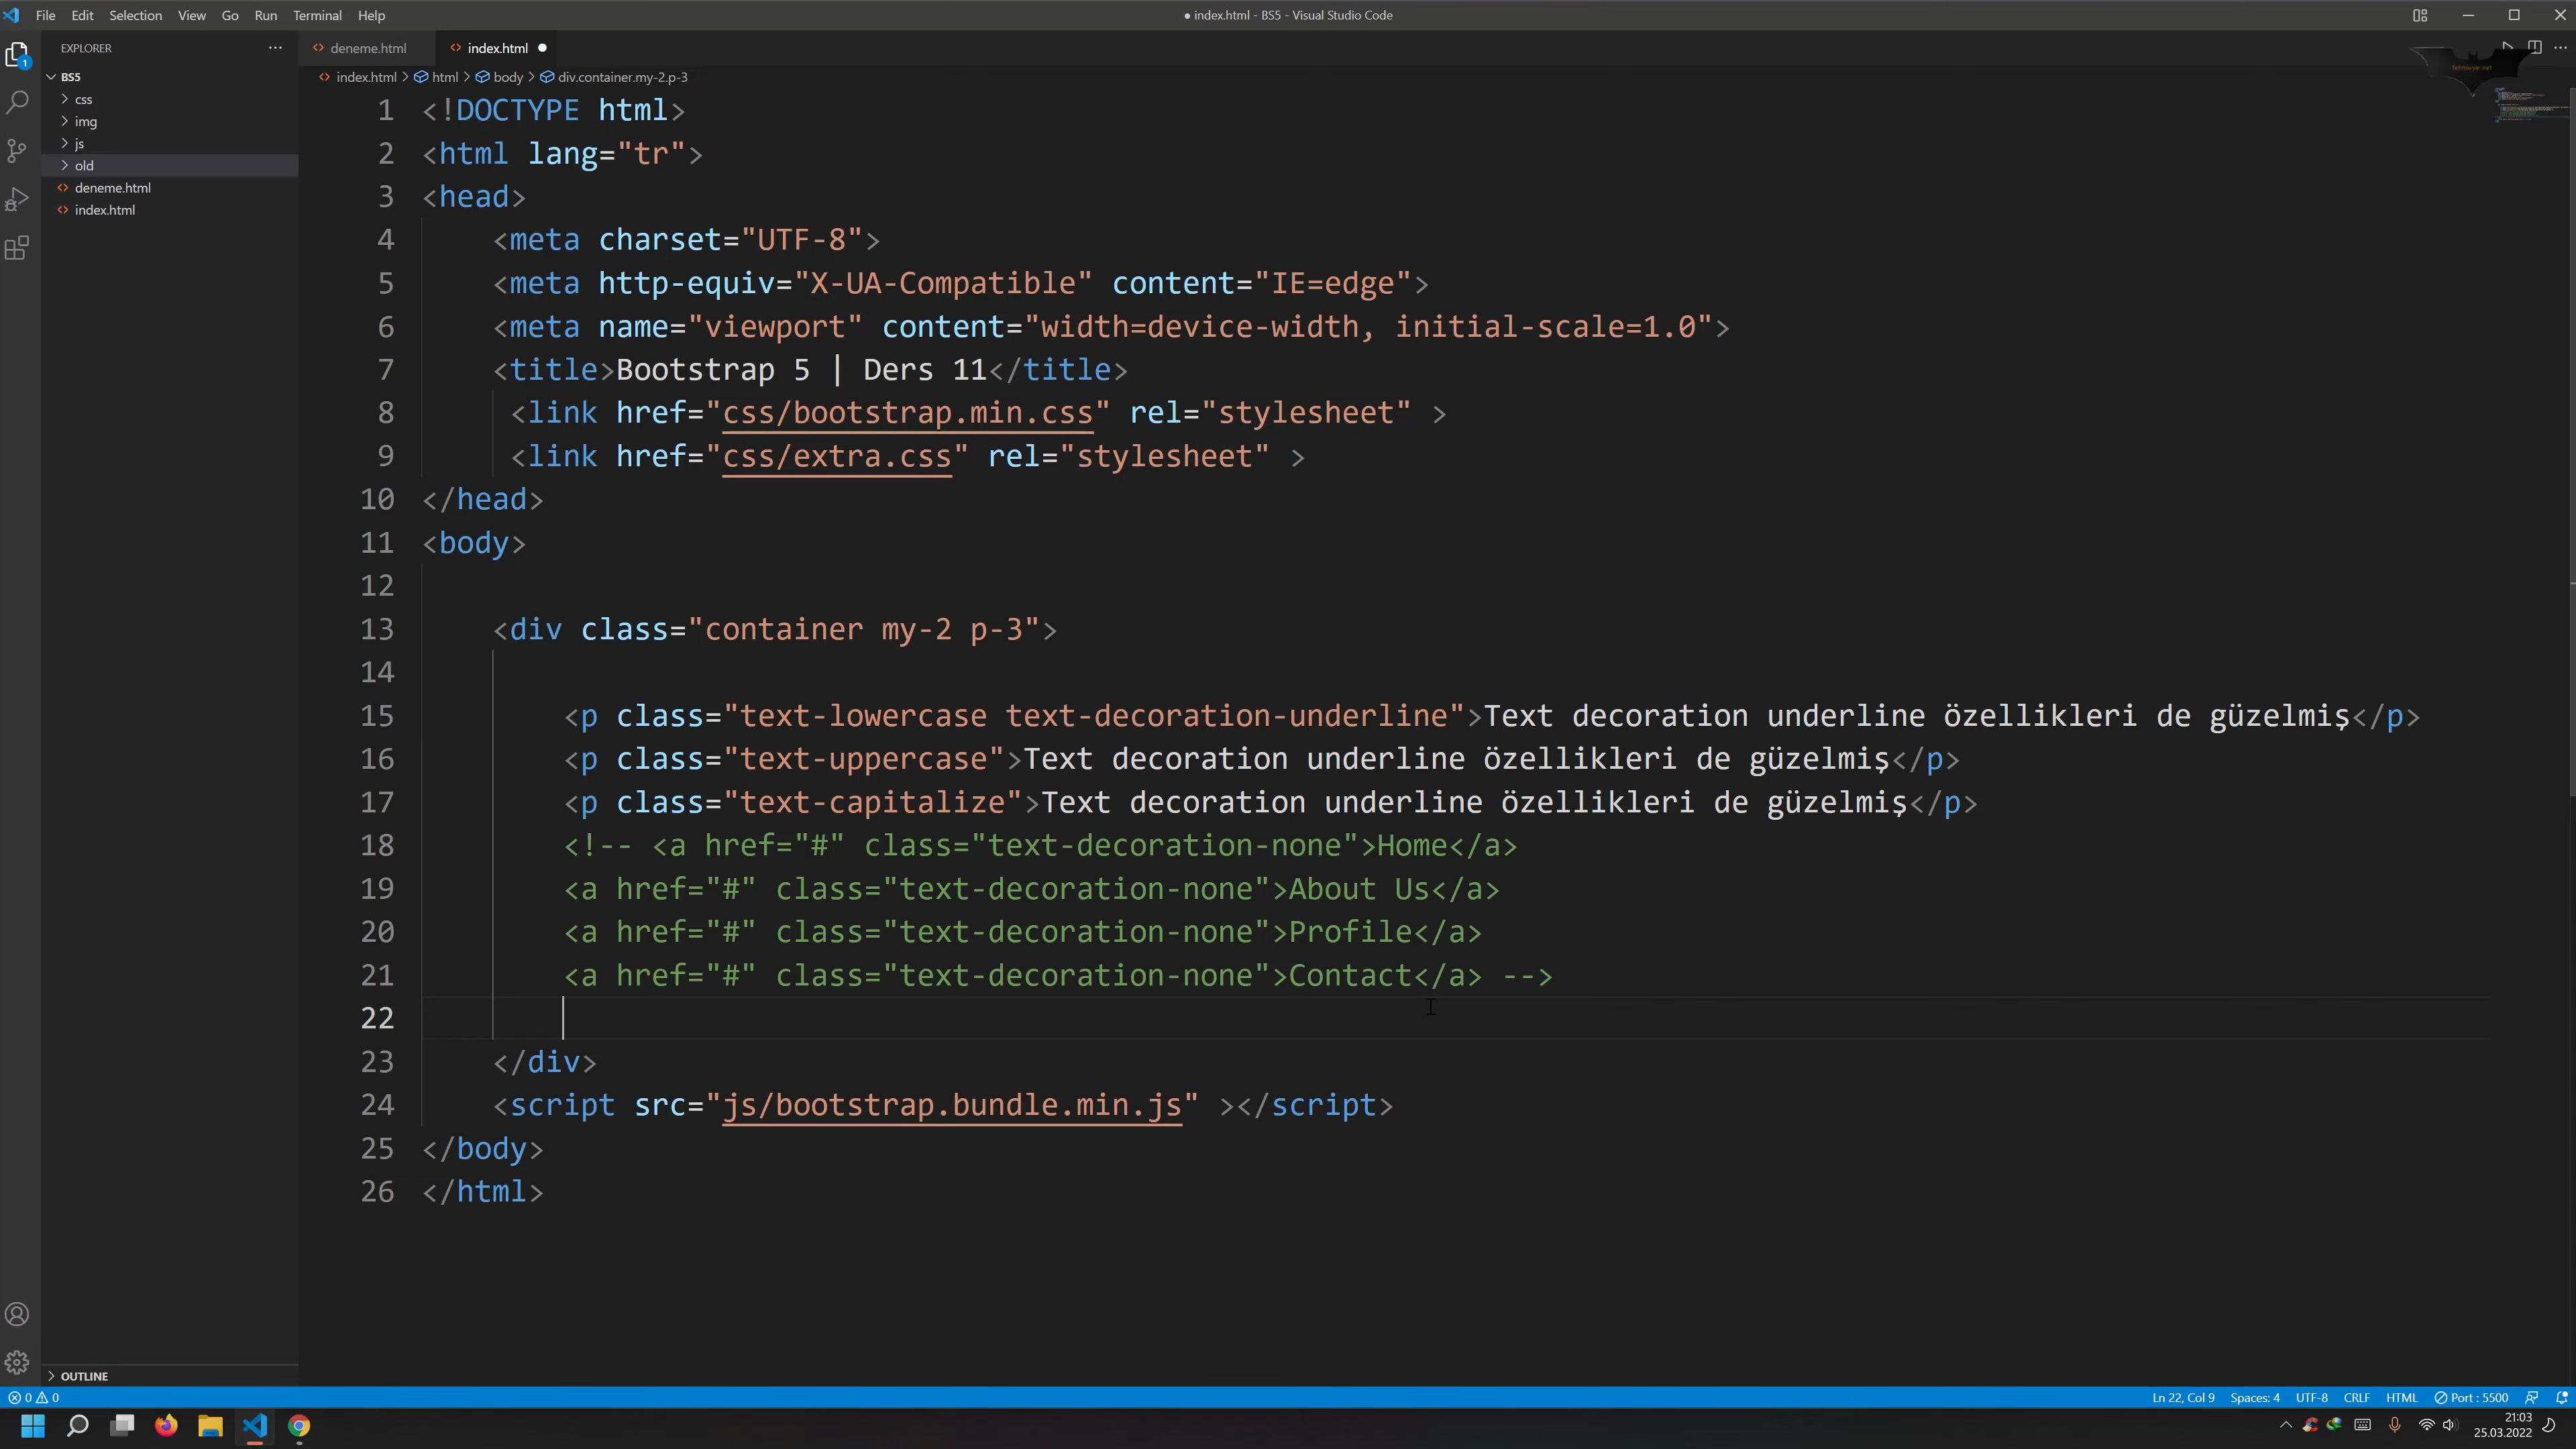 File Edit Selection View Go Run Terminal Help
● index.html - BS5 - Visual Studio Code
EXPLORER
BS5
css
img
js
old
deneme.html
index.html
OUTLINE
deneme.html index.html
index.html > html > body > div.container.my-2.p-3
1 <!DOCTYPE html>
2 <html lang="tr">
3 <head>
4 <meta charset="UTF-8">
5 <meta http-equiv="X-UA-Compatible" content="IE=edge">
6 <meta name="viewport" content="width=device-width, initial-scale=1.0">
7 <title>Bootstrap 5 | Ders 11</title>
8 <link href="css/bootstrap.min.css" rel="stylesheet" >
9 <link href="css/extra.css" rel="stylesheet" >
10 </head>
11 <body>
12
13 <div class="container my-2 p-3">
14
15 <p class="text-lowercase text-decoration-underline">Text decoration underline özellikleri de güzelmiş</p>
16 <p class="text-uppercase">Text decoration underline özellikleri de güzelmiş</p>
17 <p class="text-capitalize">Text decoration underline özellikleri de güzelmiş</p>
18 <!-- <a href="#" class="text-decoration-none">Home</a>
19 <a href="#" class="text-decoration-none">About Us</a>
20 <a href="#" class="text-decoration-none">Profile</a>
21 <a href="#" class="text-decoration-none">Contact</a> -->
22
23 </div>
24 <script src="js/bootstrap.bundle.min.js" ></script>
25 </body>
26 </html>
0 0
Ln 22, Col 9 Spaces: 4 UTF-8 CRLF HTML Port : 5500
21:03
25.03.2022